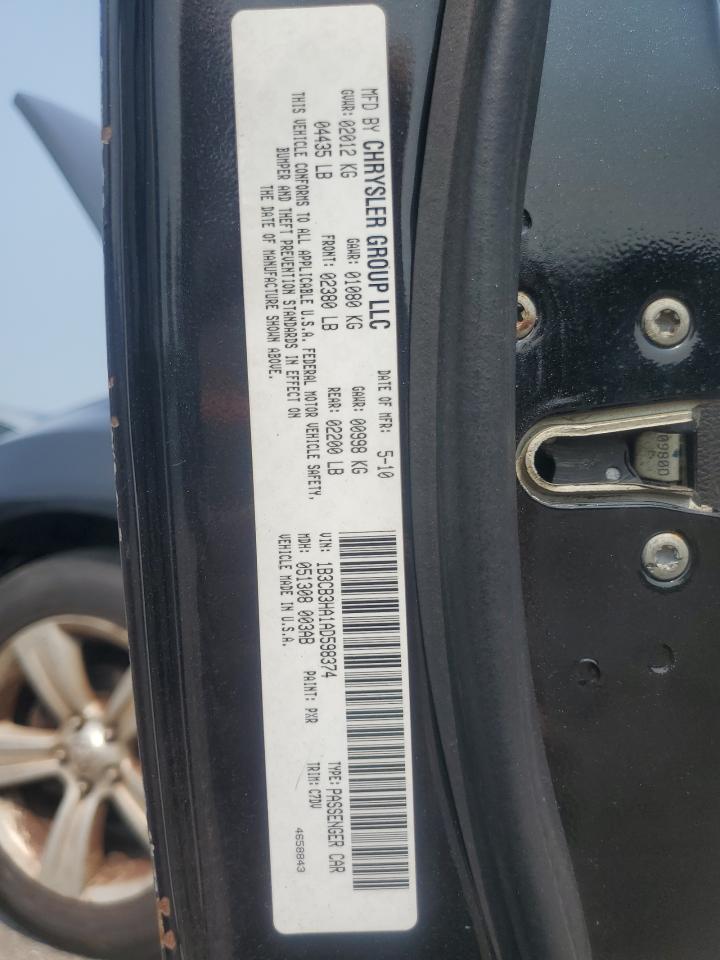 MFD BY CHRYSLER GROUP LLC DATE OF MFR: 5-10
GVWR: 02012 KG GAWR: 01080 KG GAWR: 00998 KG
04435 LB FRONT: 02380 LB REAR: 02200 LB
THIS VEHICLE CONFORMS TO ALL APPLICABLE U.S.A. FEDERAL MOTOR VEHICLE SAFETY,
BUMPER AND THEFT PREVENTION STANDARDS IN EFFECT ON
THE DATE OF MANUFACTURE SHOWN ABOVE.
VIN: 1B3CB3HA1AD598374 TYPE: PASSENGER CAR
MDH: 051308 003AB PAINT: PXR TRIM: C7DV
VEHICLE MADE IN U.S.A.
4658843
0980D